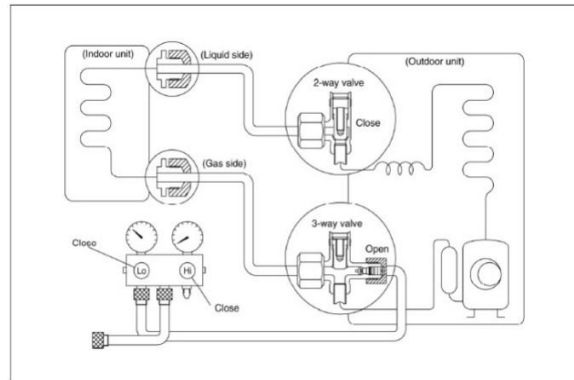 (Indoor unit)
(Liquid side)
(Outdoor unit)
2-way valve
Close
(Gas side)
3-way valve
Open
Close
Lo
Hi
Close